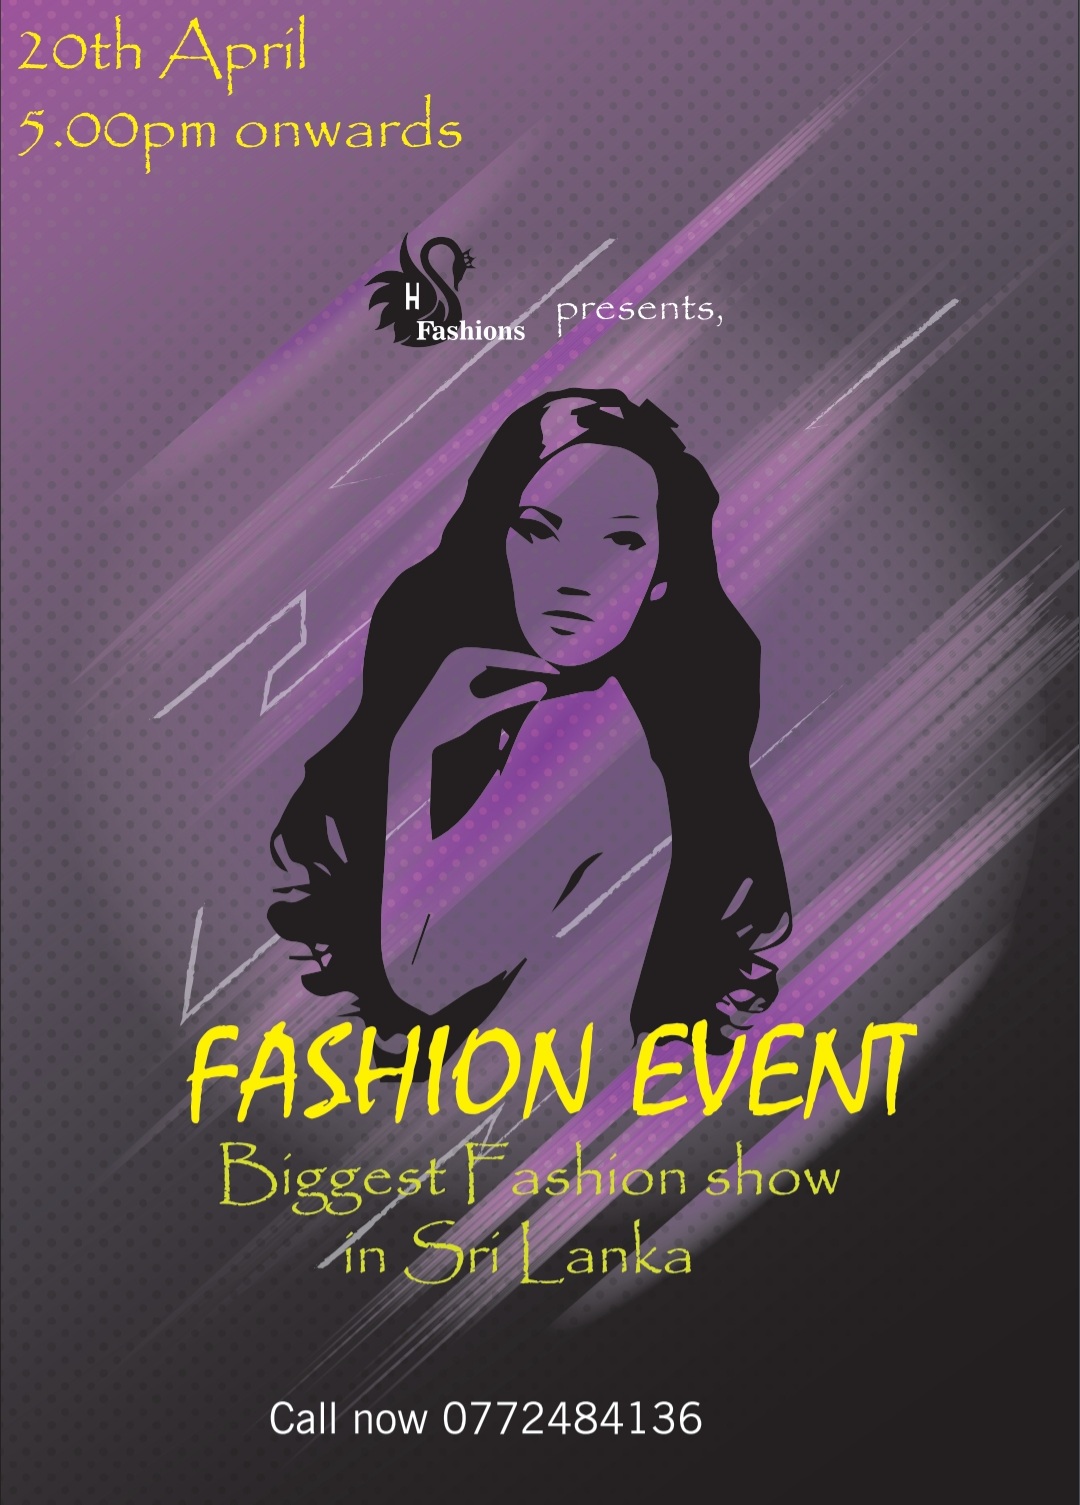 20th April
5.00pm onwards
H
Fashions
presents,
FASHION EVENT
Biggest Fashion show
in Sri Lanka
Call now 0772484136